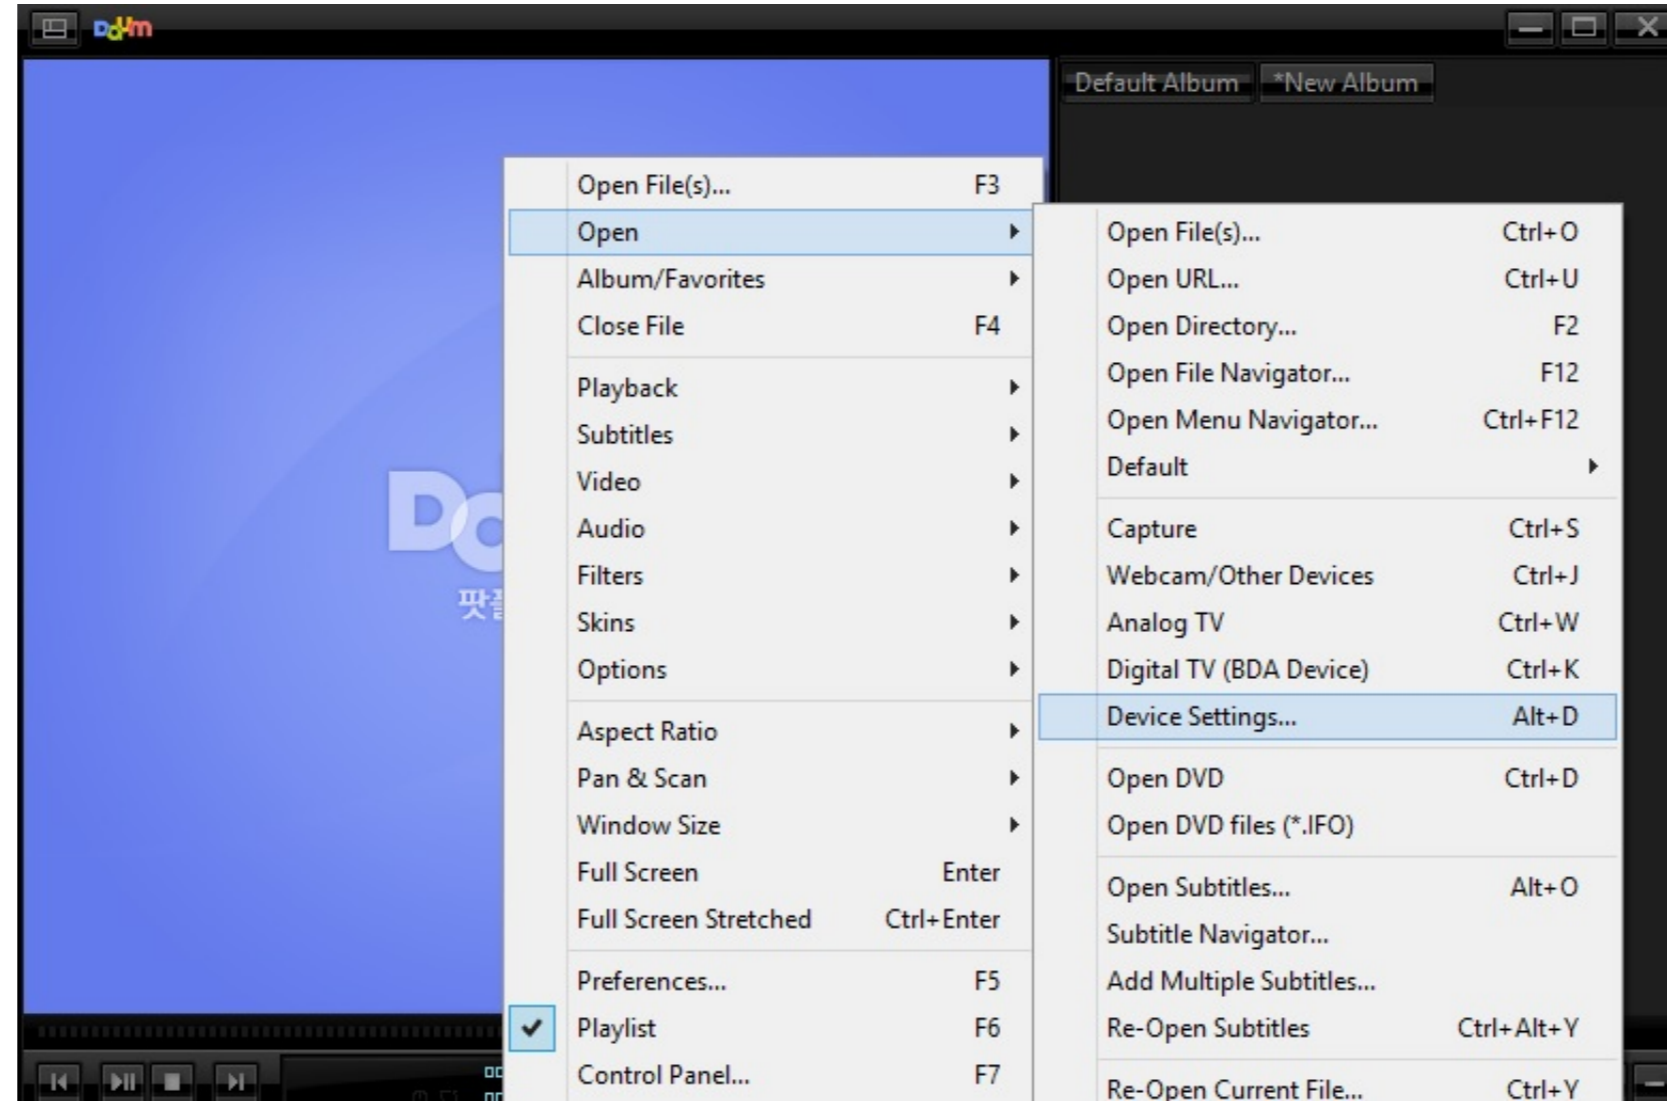 Daum
Default Album *New Album
Open File(s)... F3
Open
Album/Favorites
Close File F4
Playback
Subtitles
Video
Audio
Filters
Skins
Options
Aspect Ratio
Pan & Scan
Window Size
Full Screen Enter
Full Screen Stretched Ctrl+Enter
Preferences... F5
Playlist F6
Control Panel... F7
Open File(s)... Ctrl+O
Open URL... Ctrl+U
Open Directory... F2
Open File Navigator... F12
Open Menu Navigator... Ctrl+F12
Default
Capture Ctrl+S
Webcam/Other Devices Ctrl+J
Analog TV Ctrl+W
Digital TV (BDA Device) Ctrl+K
Device Settings... Alt+D
Open DVD Ctrl+D
Open DVD files (*.IFO)
Open Subtitles... Alt+O
Subtitle Navigator...
Add Multiple Subtitles...
Re-Open Subtitles Ctrl+Alt+Y
Re-Open Current File... Ctrl+Y